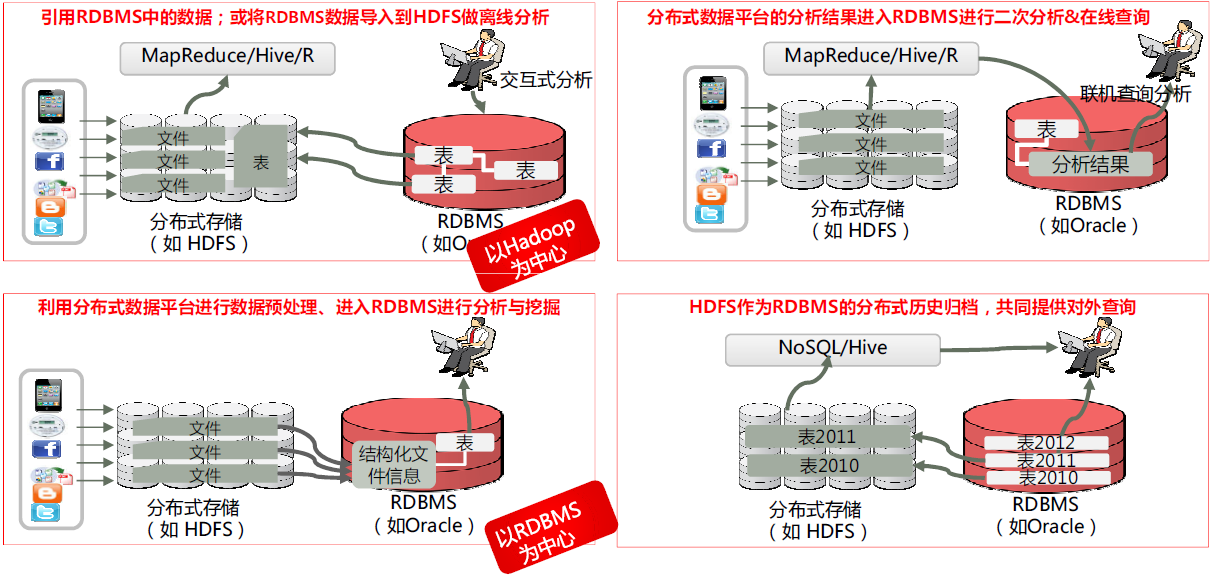 引用RDBMS中的数据；或将RDBMS数据导入到HDFS做离线分析
MapReduce/Hive/R
交互式分析
文件
文件
文件
表
表
表
表
分布式存储
（如 HDFS）
RDBMS
（如Or
以Hadoop
为中心
分布式数据平台的分析结果进入RDBMS进行二次分析&在线查询
MapReduce/Hive/R
联机查询分析
文件
文件
文件
表
分析结果
分布式存储
（如 HDFS）
RDBMS
（如Oracle）
利用分布式数据平台进行数据预处理、进入RDBMS进行分析与挖掘
文件
文件
文件
表
结构化文
件信息
分布式存储
（如 HDFS）
RDBMS
（如Oracle）
以RDBMS
为中心
HDFS作为RDBMS的分布式历史归档，共同提供对外查询
NoSQL/Hive
表2011
表2010
表2012
表2011
表2010
分布式存储
（如 HDFS）
RDBMS
（如Oracle）